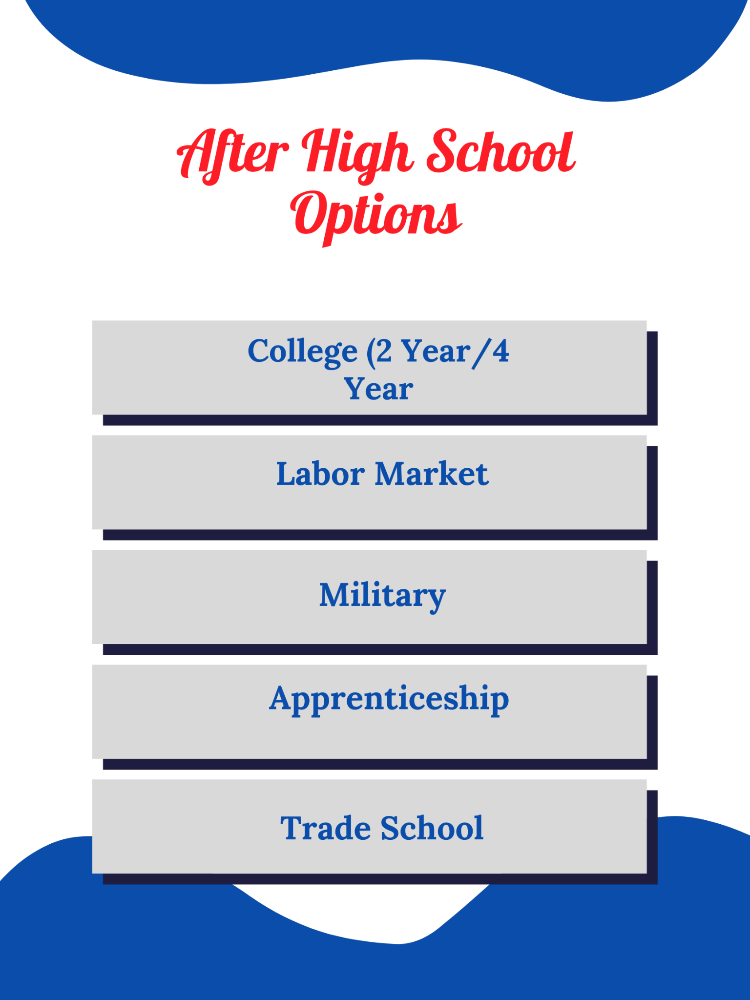 After High School
Options
College (2 Year/4
Year
Labor Market
Military
Apprenticeship
Trade School